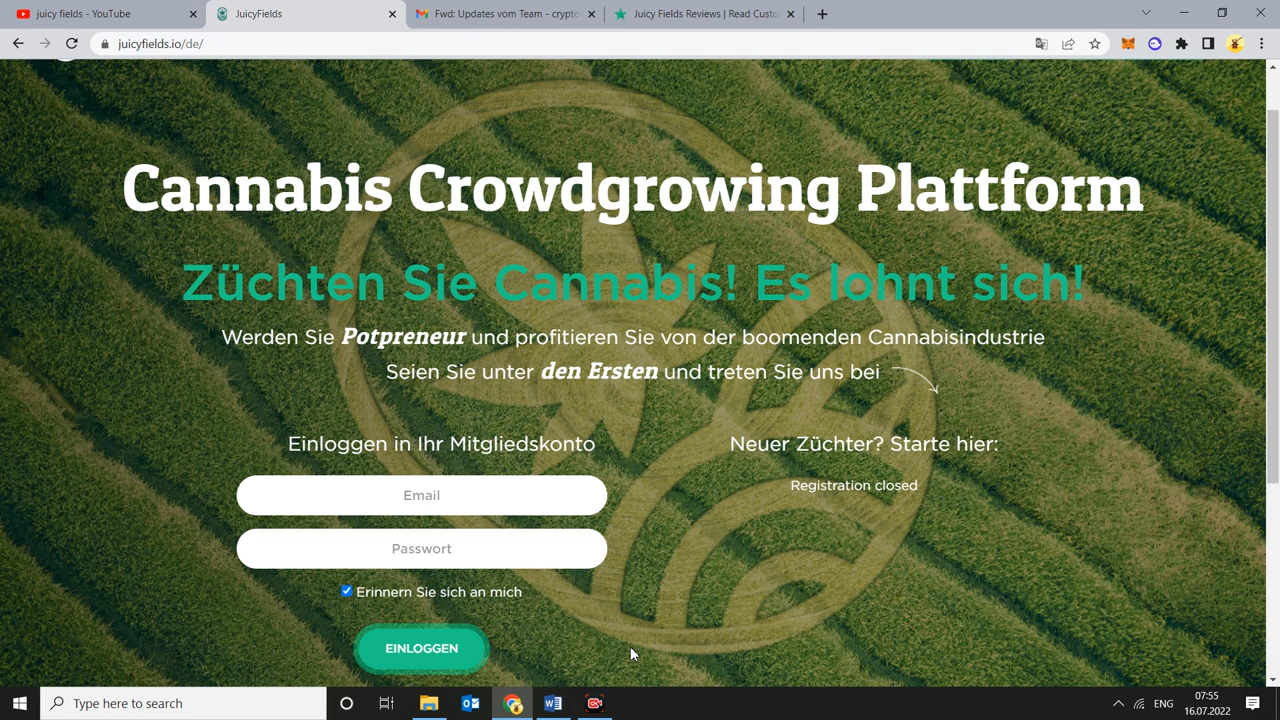 juicy fields - YouTube
JuicyFields
Fwd: Updates vom Team - crypto
Juicy Fields Reviews | Read Custo
juicyfields.io/de/
Cannabis Crowdgrowing Plattform
Züchten Sie Cannabis! Es lohnt sich!
Werden Sie Potpreneur und profitieren Sie von der boomenden Cannabisindustrie
Seien Sie unter den Ersten und treten Sie uns bei
Einloggen in Ihr Mitgliedskonto
Neuer Züchter? Starte hier:
Email
Registration closed
Passwort
Erinnern Sie sich an mich
EINLOGGEN
Type here to search
ENG
07:55
16.07.2022